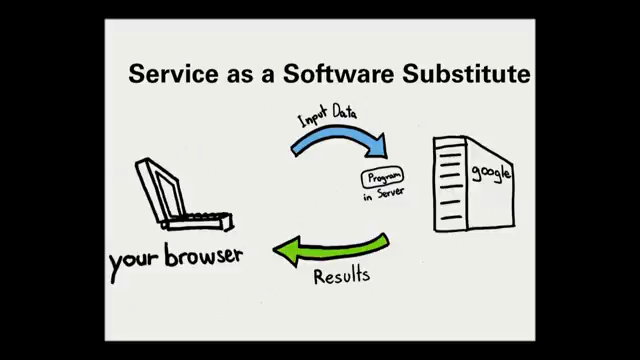 Service as a Software Substitute
Input Data
Program
in Server
google
your browser
Results